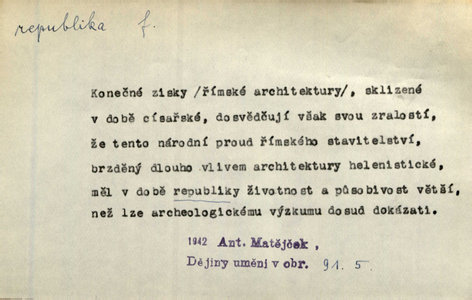 republika f.
Konečné zisky /římské architektury/, sklizené
v době císařské, dosvědčují však svou zralostí,
že tento národní proud římského stavitelství,
brzděný dlouho vlivem architektury helenistické,
měl v době republiky životnost a působivost větší,
než lze archeologickému výzkumu dosud dokázati.
1942 Ant. Matějček,
Dějiny umění v obr. 91. 5.